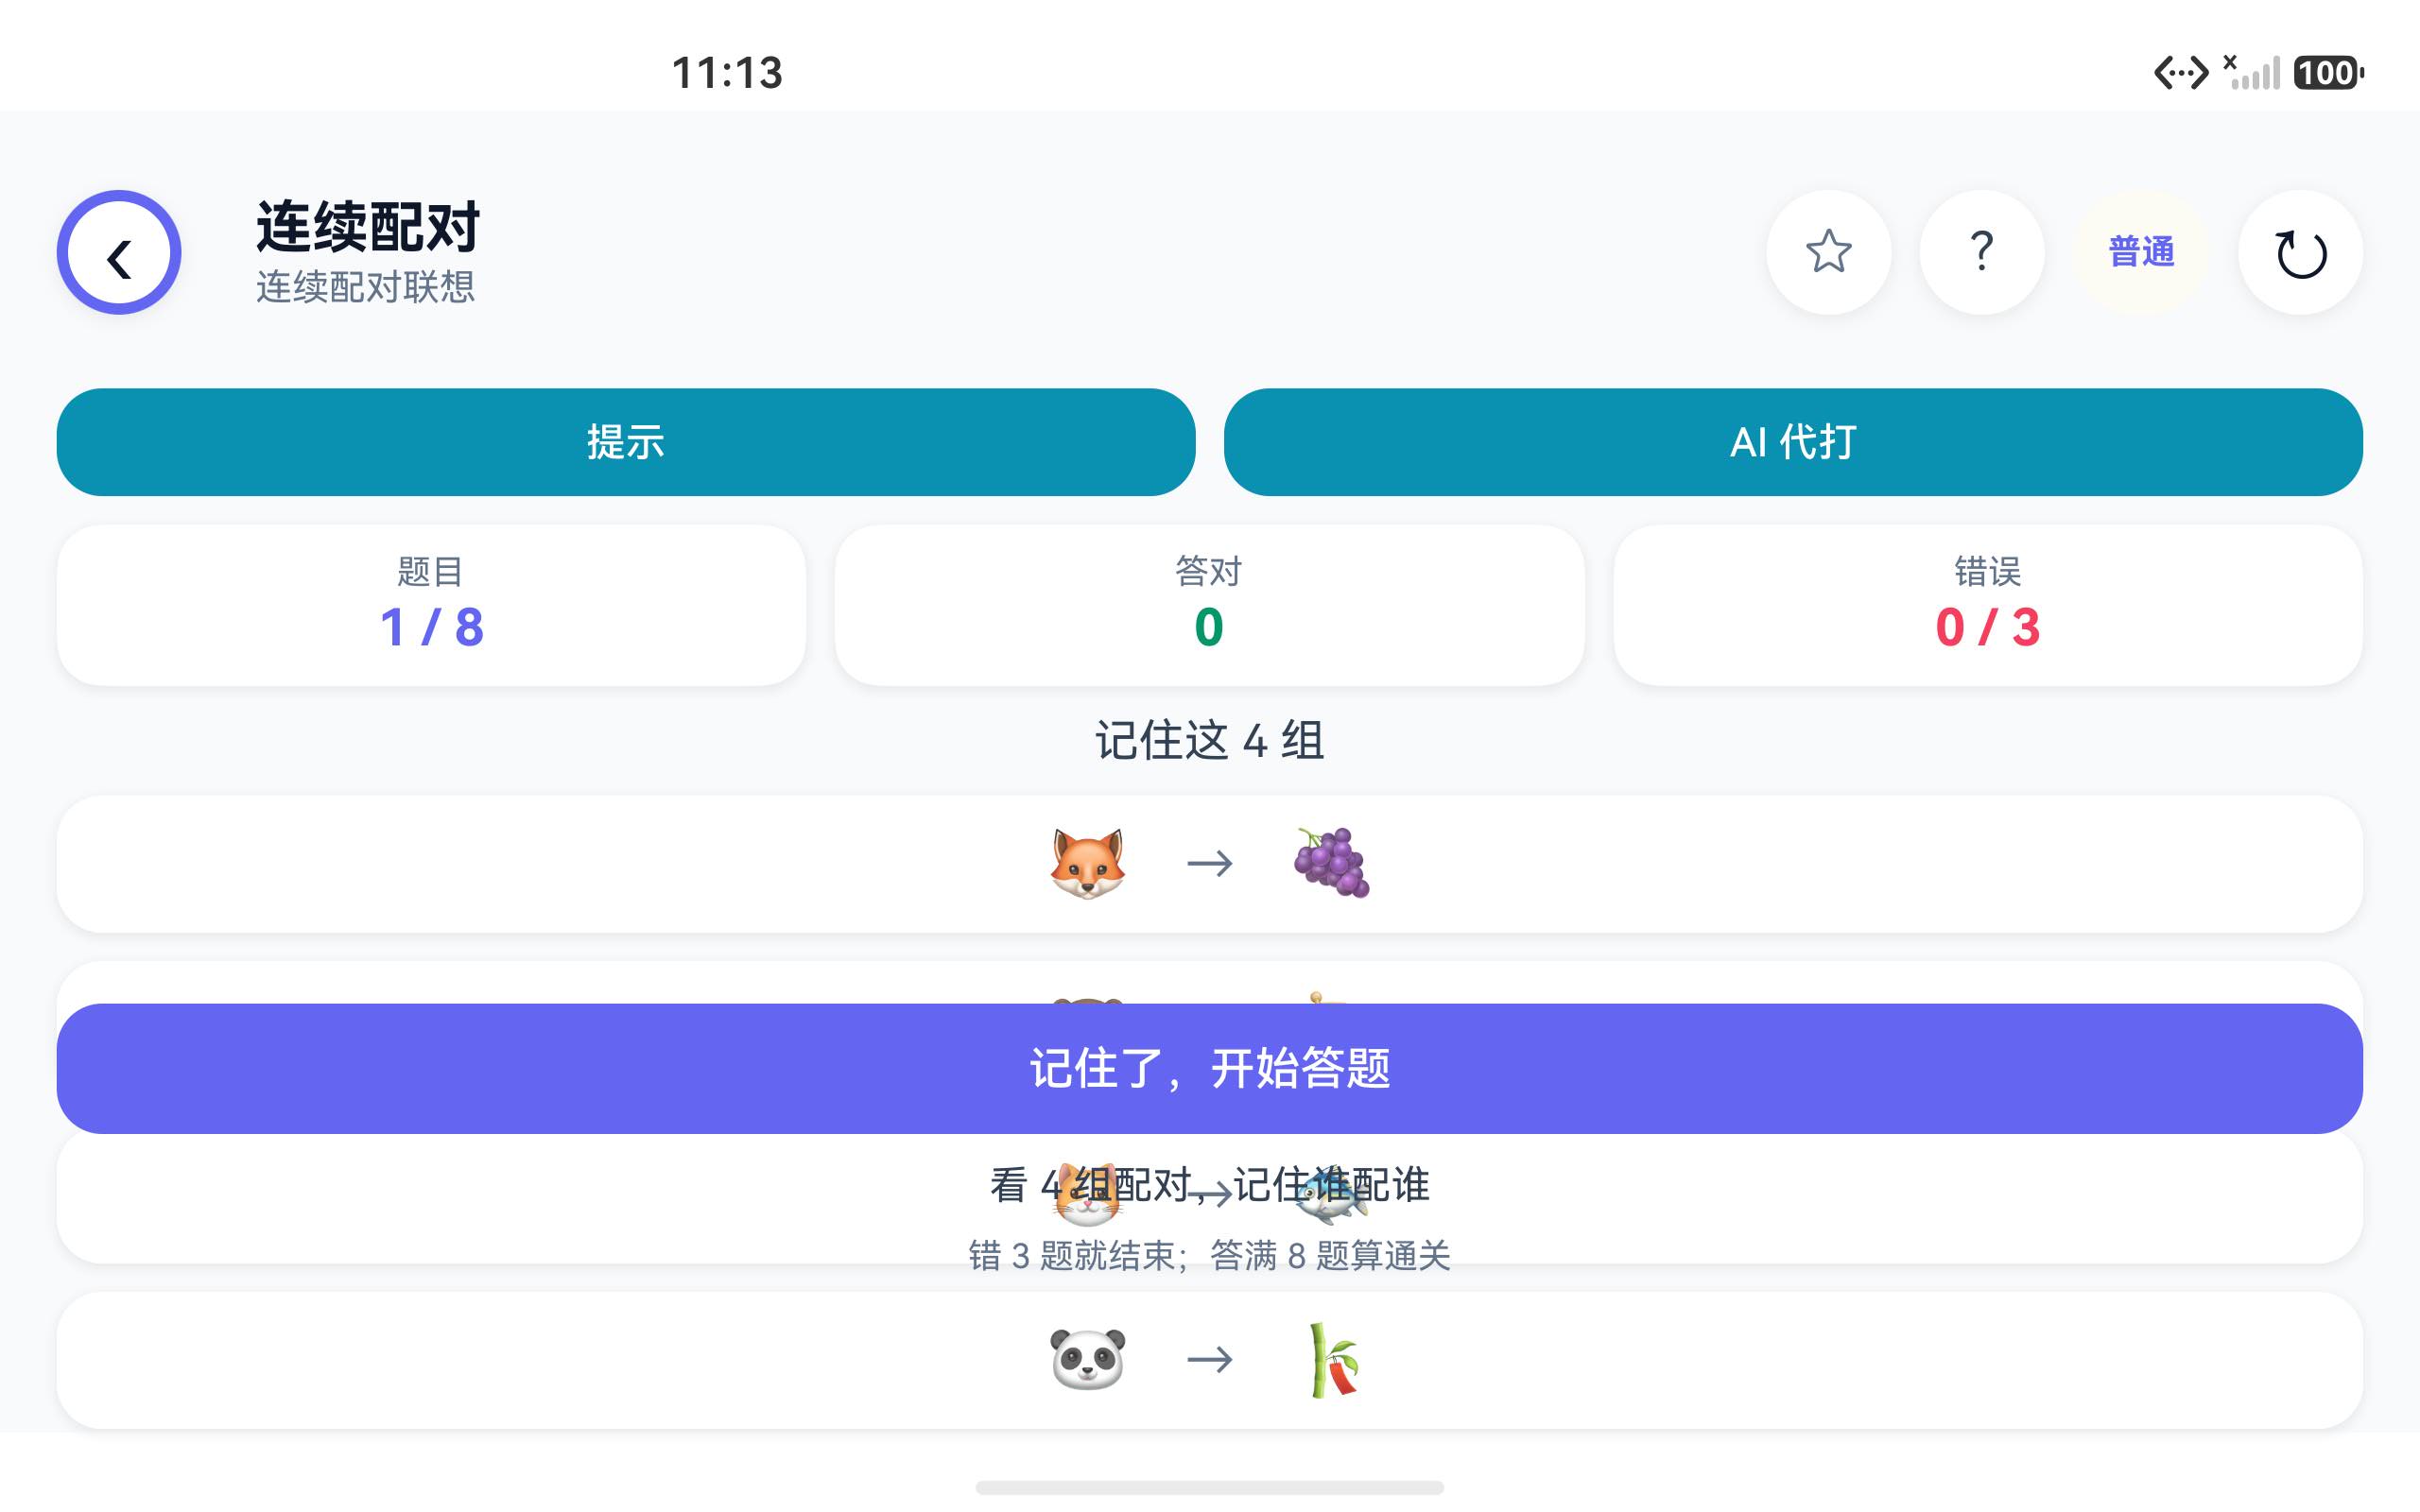 11:13
100
连续配对
连续配对联想
?
普通
提示
AI 代打
题目
1 / 8
答对
0
错误
0 / 3
记住这 4 组
→
记住了，开始答题
看 4 组配对，记住谁配谁
→
错 3 题就结束；答满 8 题算通关
→